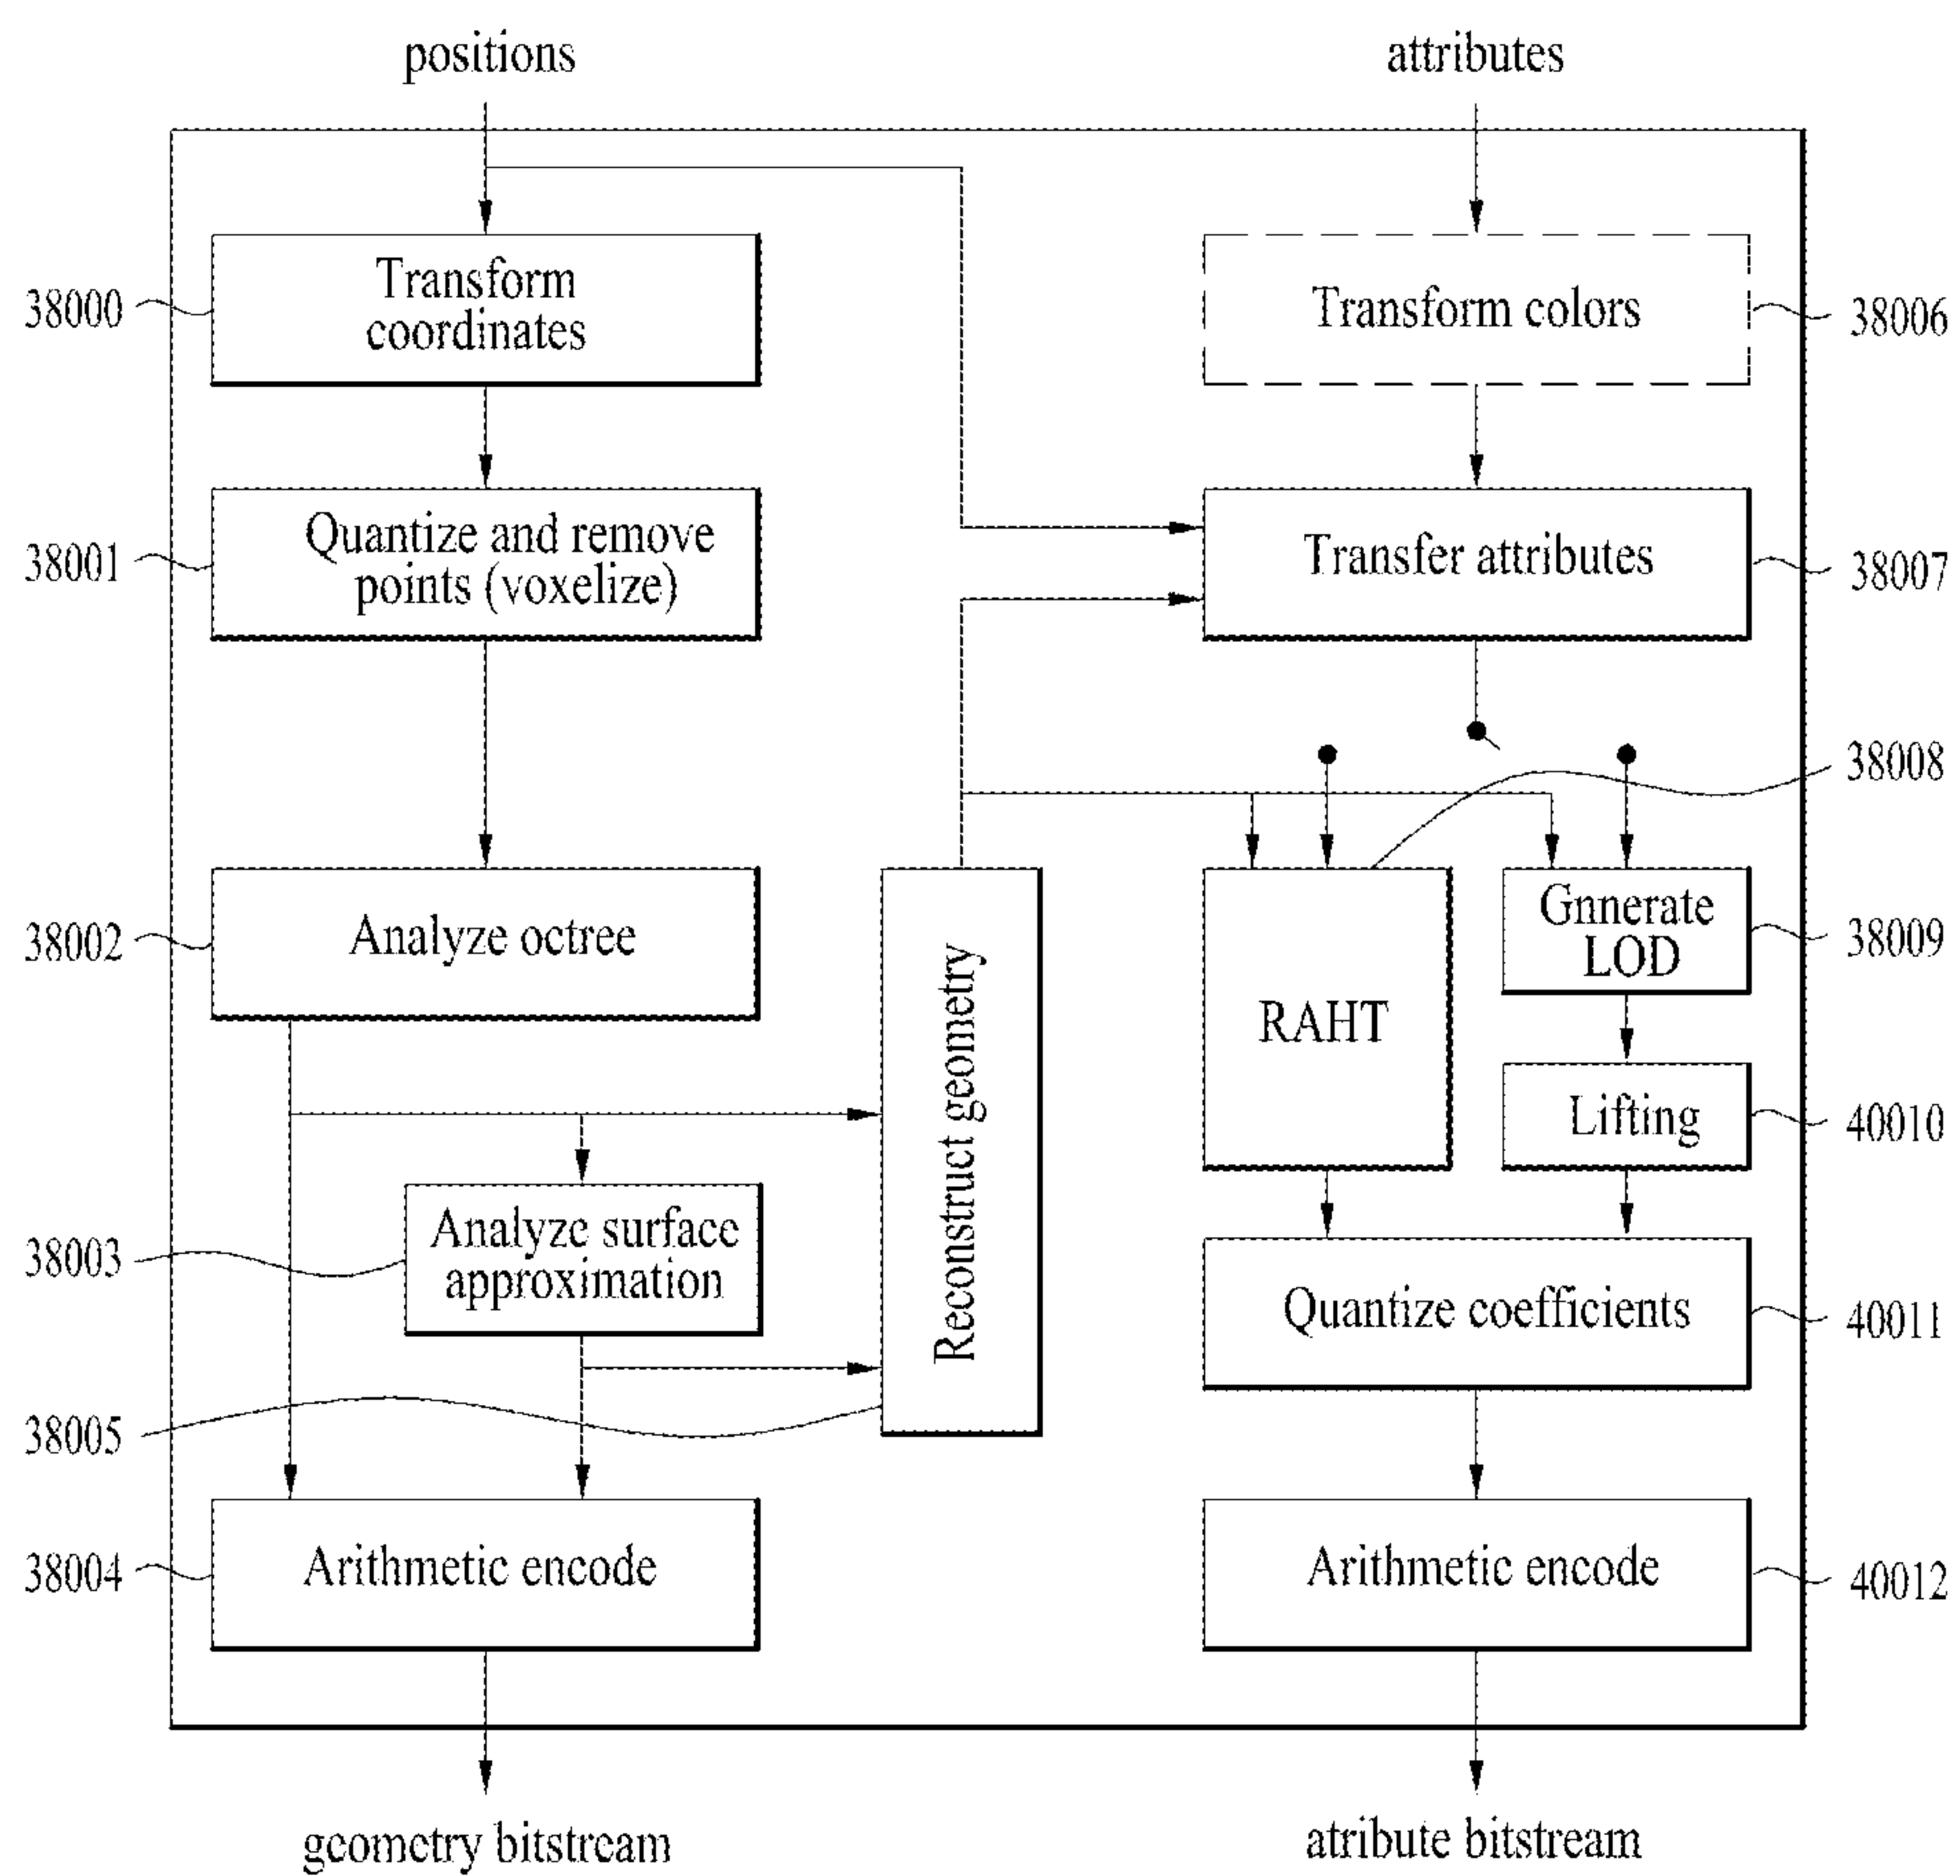 positions
attributes
Transform
coordinates
38000
Transform colors
38006
Quantize and remove
points (voxelize)
38001
Transfer attributes
38007
38008
Analyze octree
38002
Reconstruct geometry
RAHT
Gnnerate
LOD
38009
Lifting
40010
Analyze surface
approximation
38003
Quantize coefficients
40011
38005
Arithmetic encode
38004
Arithmetic encode
40012
geometry bitstream
atribute bitstream